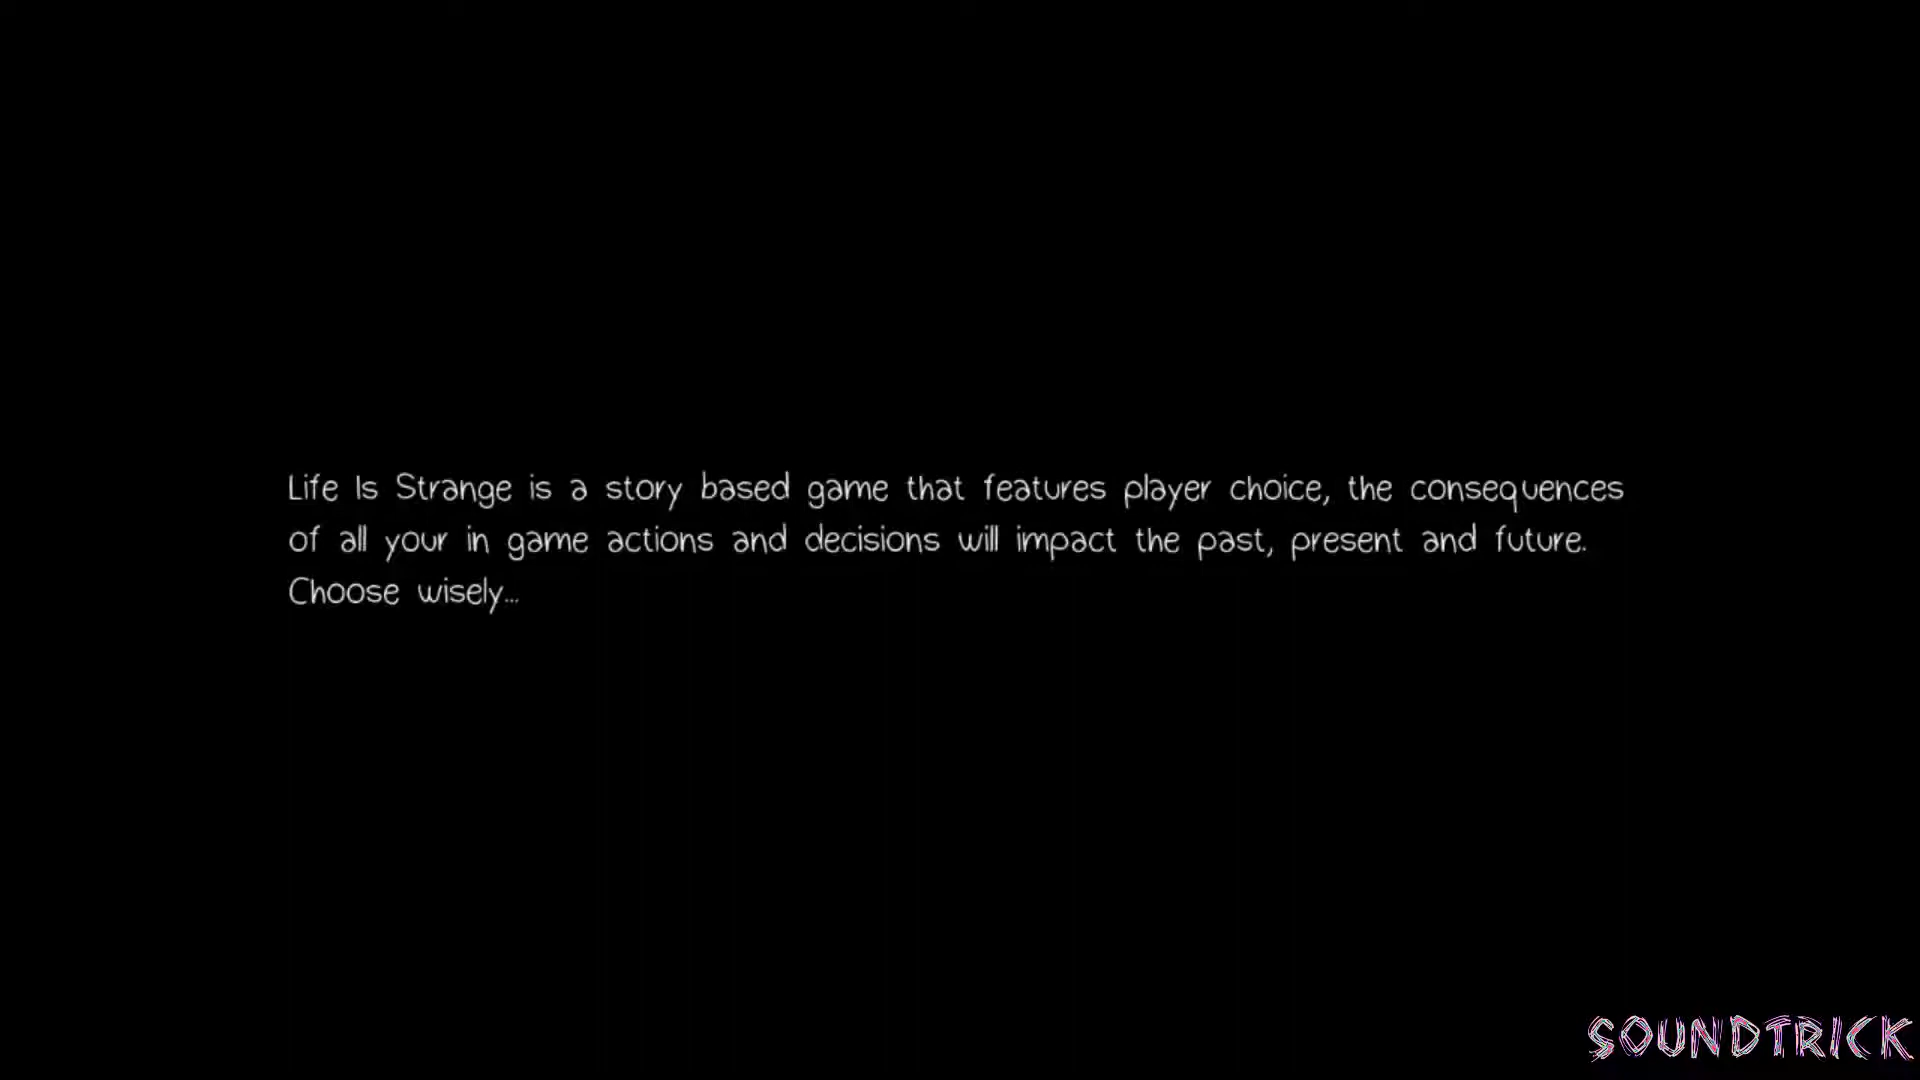 Life Is Strange is a story based game that features player choice, the consequences
of all your in game actions and decisions will impact the past, present and future.
Choose wisely...
SOUNDTRICK